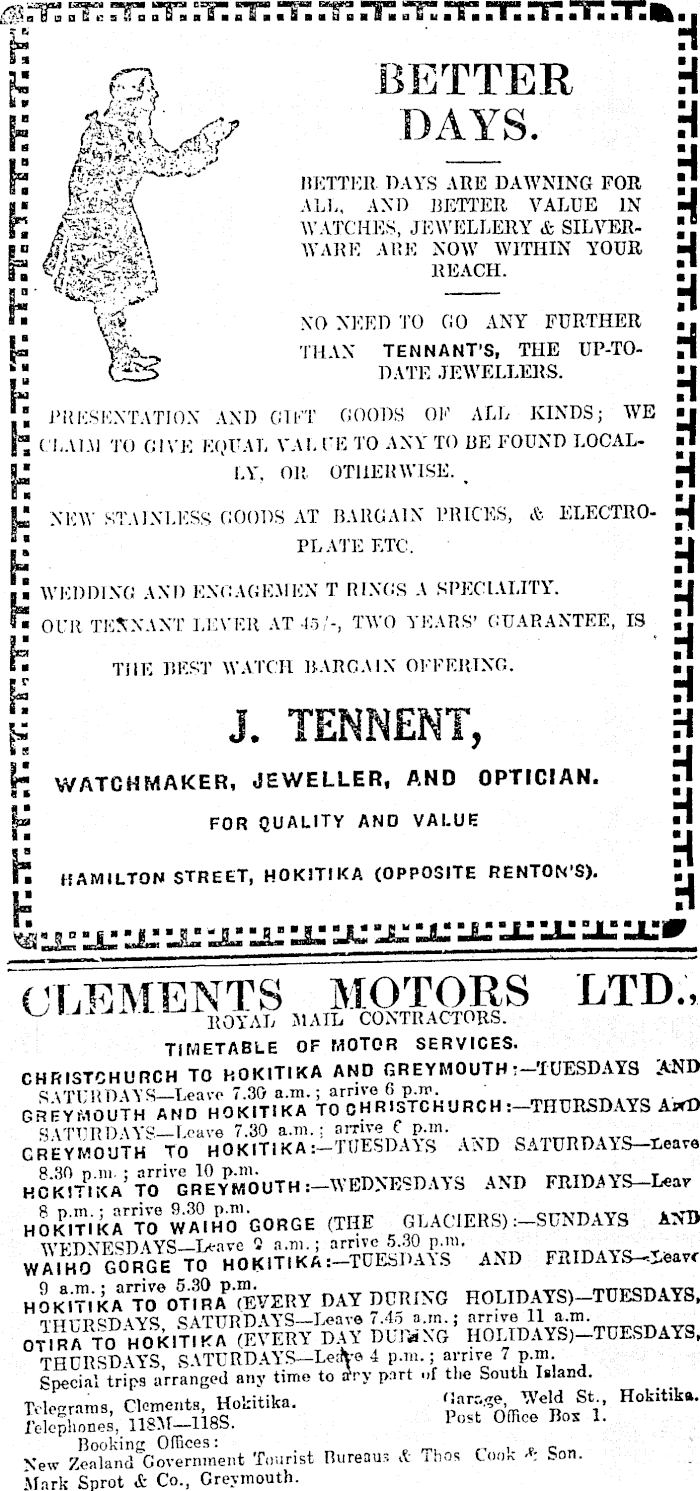 BETTER
DAYS.
BETTER DAYS ARE DAWNING FOR
ALL, AND BETTER VALUE IN
WATCHES, JEWELLERY & SILVER-
WARE ARE NOW WITHIN YOUR
REACH.
NO NEED TO GO ANY FURTHER
THAN TENNANT'S, THE UP-TO-
DATE JEWELLERS.
PRESENTATION AND GIFT GOODS OF ALL KINDS; WE
CLAIM TO GIVE EQUAL VALUE TO ANY TO BE FOUND LOCAL-
LY, OR OTHERWISE.
NEW STAINLESS GOODS AT BARGAIN PRICES, & ELECTRO-
PLATE ETC.
WEDDING AND ENGAGEMEN T RINGS A SPECIALITY.
OUR TENNANT LEVER AT 45/-, TWO YEARS' GUARANTEE, IS
THE BEST WATCH BARGAIN OFFERING.
J. TENNENT,
WATCHMAKER, JEWELLER, AND OPTICIAN.
FOR QUALITY AND VALUE
HAMILTON STREET, HOKITIKA (OPPOSITE RENTON'S).
CLEMENTS MOTORS LTD.,
ROYAL MAIL CONTRACTORS.
TIMETABLE OF MOTOR SERVICES.
CHRISTCHURCH TO HOKITIKA AND GREYMOUTH:—TUESDAYS AND
SATURDAYS—Leave 7.30 a.m.; arrive 6 p.m.
GREYMOUTH AND HOKITIKA TO CHRISTCHURCH:—THURSDAYS AND
SATURDAYS—Leave 7.30 a.m.; arrive 6 p.m.
GREYMOUTH TO HOKITIKA:—TUESDAYS AND SATURDAYS—Leave
8.30 p.m.; arrive 10 p.m.
HOKITIKA TO GREYMOUTH:—WEDNESDAYS AND FRIDAYS—Leav
8 p.m.; arrive 9.30 p.m.
HOKITIKA TO WAIHO GORGE (THE GLACIERS):—SUNDAYS AND
WEDNESDAYS—Leave 9 a.m.; arrive 5.30 p.m.
WAIHO GORGE TO HOKITIKA:—TUESDAYS AND FRIDAYS—Leave
9 a.m.; arrive 5.30 p.m.
HOKITIKA TO OTIRA (EVERY DAY DURING HOLIDAYS)—TUESDAYS,
THURSDAYS, SATURDAYS—Leave 7.45 a.m.; arrive 11 a.m.
OTIRA TO HOKITIKA (EVERY DAY DURING HOLIDAYS)—TUESDAYS,
THURSDAYS, SATURDAYS—Leave 4 p.m.; arrive 7 p.m.
Special trips arranged any time to any part of the South Island.
Telegrams, Clements, Hokitika. Garage, Weld St., Hokitika.
Telephones, 118M—118S. Post Office Box 1.
Booking Offices:
New Zealand Government Tourist Bureaus & Thos Cook & Son.
Mark Sprot & Co., Greymouth.